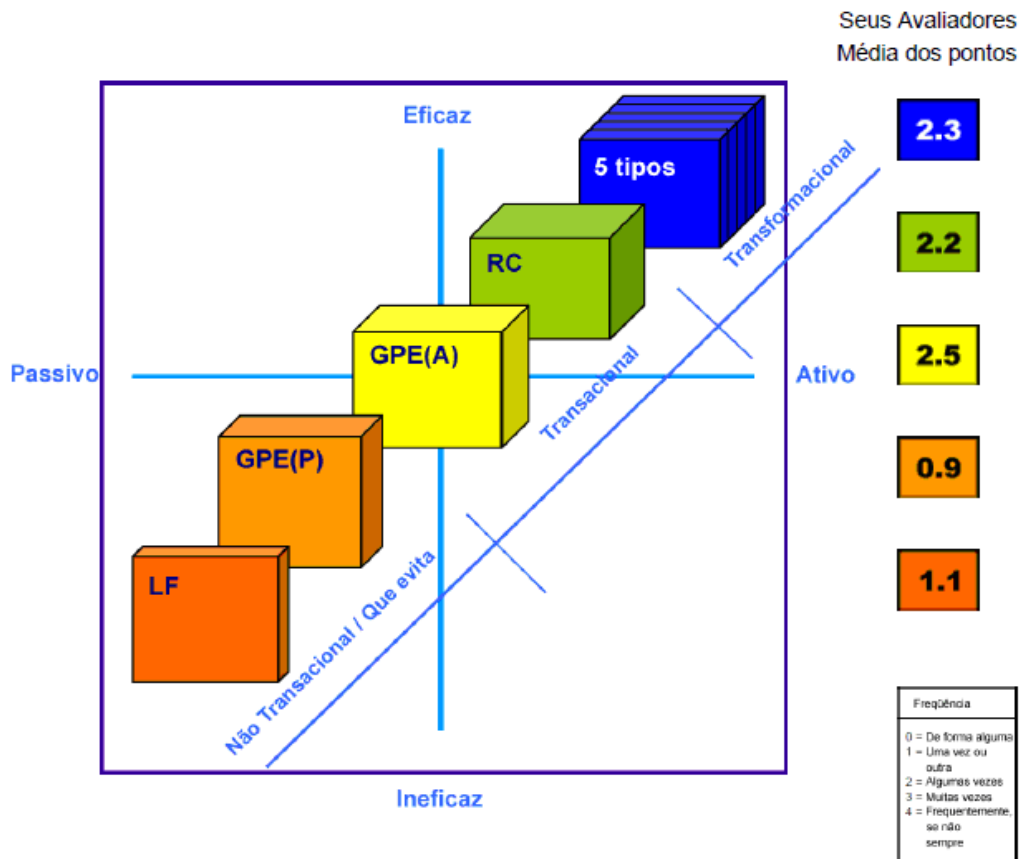 Seus Avaliadores
Média dos pontos
Eficaz
2.3
5 tipos
Transformacional
2.2
RC
GPE(A)
2.5
Passivo
Ativo
Transacional
GPE(P)
0.9
LF
1.1
Não Transacional / Que evita
Ineficaz
Freqüência
0 = De forma alguma
1 = Uma vez ou
outra
2 = Algumas vezes
3 = Muitas vezes
4 = Frequentemente,
se não
sempre